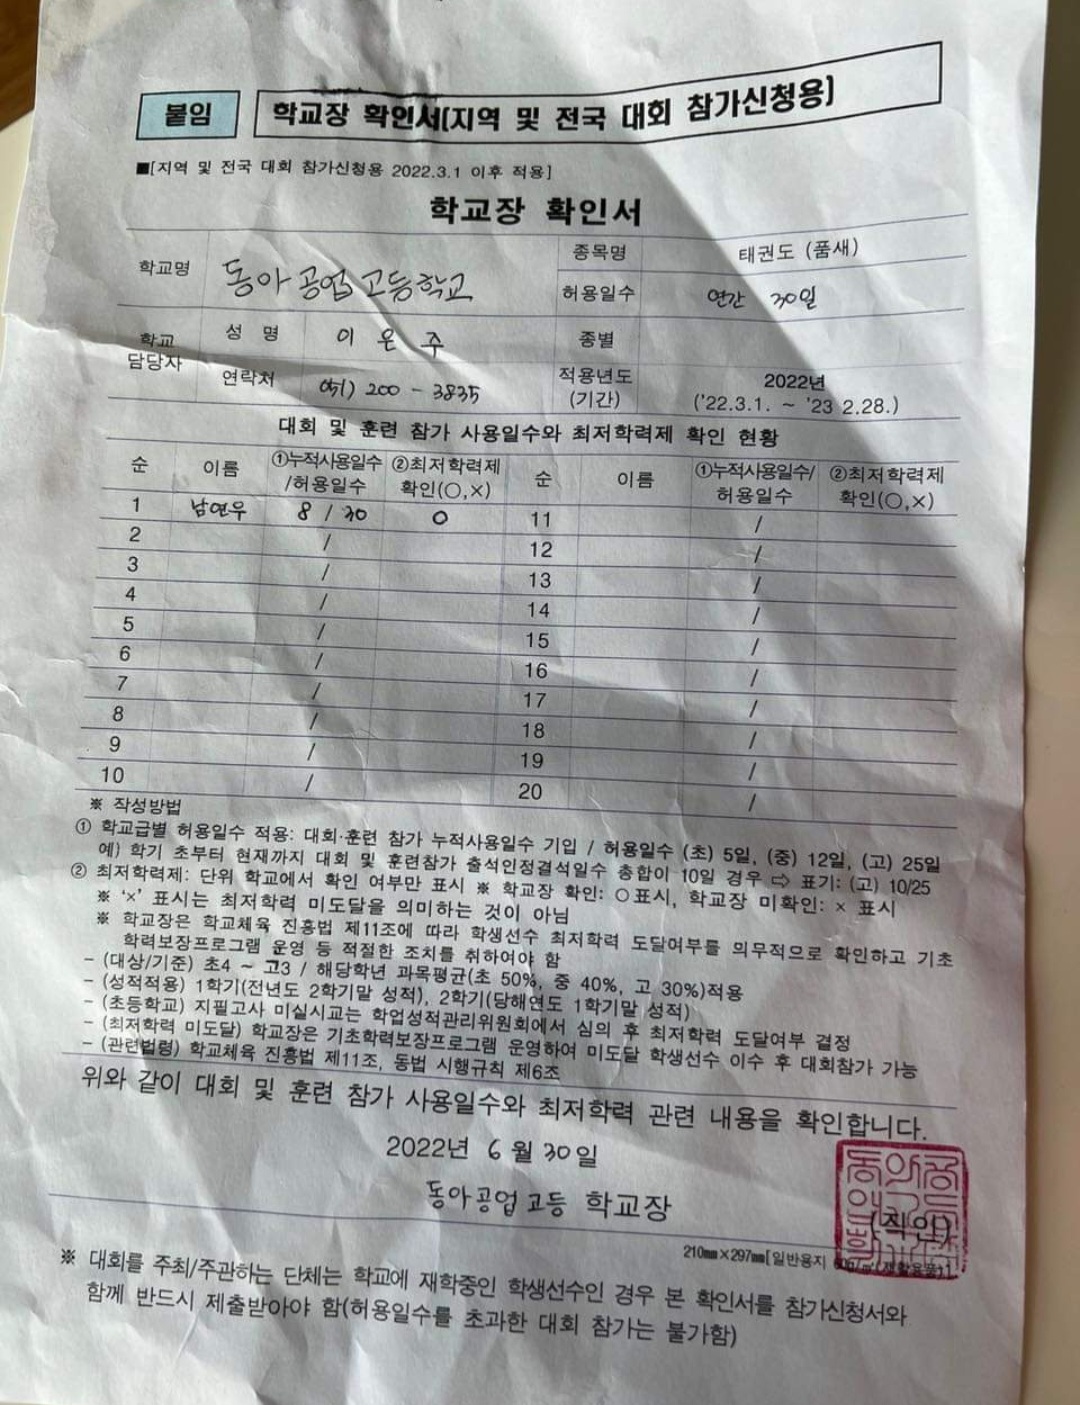 붙임 학교장 확인서[지역 및 전국 대회 참가신청용]
■[지역 및 전국 대회 참가신청용 2022.3.1 이후 적용]
학교장 확인서
학교명 동아공업고등학교 종목명 태권도 (품새)
허용일수 연간 30일
학교 담당자 성 명 이 은 주 종별
연락처 051) 200 - 3835 적용년도 (기간) 2022년 ('22.3.1. ~ '23 2.28.)
대회 및 훈련 참가 사용일수와 최저학력제 확인 현황
순 이름 ①누적사용일수/허용일수 ②최저학력제 확인(○,×) 순 이름 ①누적사용일수/허용일수 ②최저학력제 확인(○,×)
1 남연우 8 / 30 O 11 /
2 / 12 /
3 / 13 /
4 / 14 /
5 / 15 /
6 / 16 /
7 / 17 /
8 / 18 /
9 / 19 /
10 / 20 /
※ 작성방법
① 학교급별 허용일수 적용: 대회·훈련 참가 누적사용일수 기입 / 허용일수 (초) 5일, (중) 12일, (고) 25일
예) 학기 초부터 현재까지 대회 및 훈련참가 출석인정결석일수 총합이 10일 경우 ⇨ 표기: (고) 10/25
② 최저학력제: 단위 학교에서 확인 여부만 표시 ※ 학교장 확인: ○표시, 학교장 미확인: × 표시
※ '×' 표시는 최저학력 미도달을 의미하는 것이 아님
※ 학교장은 학교체육 진흥법 제11조에 따라 학생선수 최저학력 도달여부를 의무적으로 확인하고 기초
학력보장프로그램 운영 등 적절한 조치를 취하여야 함
- (대상/기준) 초4 ~ 고3 / 해당학년 과목평균(초 50%, 중 40%, 고 30%)적용
- (성적적용) 1학기(전년도 2학기말 성적), 2학기(당해연도 1학기말 성적)
- (초등학교) 지필고사 미실시교는 학업성적관리위원회에서 심의 후 최저학력 도달여부 결정
- (최저학력 미도달) 학교장은 기초학력보장프로그램 운영하여 미도달 학생선수 이수 후 대회참가 가능
- (관련법령) 학교체육 진흥법 제11조, 동법 시행규칙 제6조
위와 같이 대회 및 훈련 참가 사용일수와 최저학력 관련 내용을 확인합니다.
2022년 6 월 30 일
동아공업고등 학교장 (직인)
210㎜×297㎜[일반용지
※ 대회를 주최/주관하는 단체는 학교에 재학중인 학생선수인 경우 본 확인서를 참가신청서와
함께 반드시 제출받아야 함(허용일수를 초과한 대회 참가는 불가함)